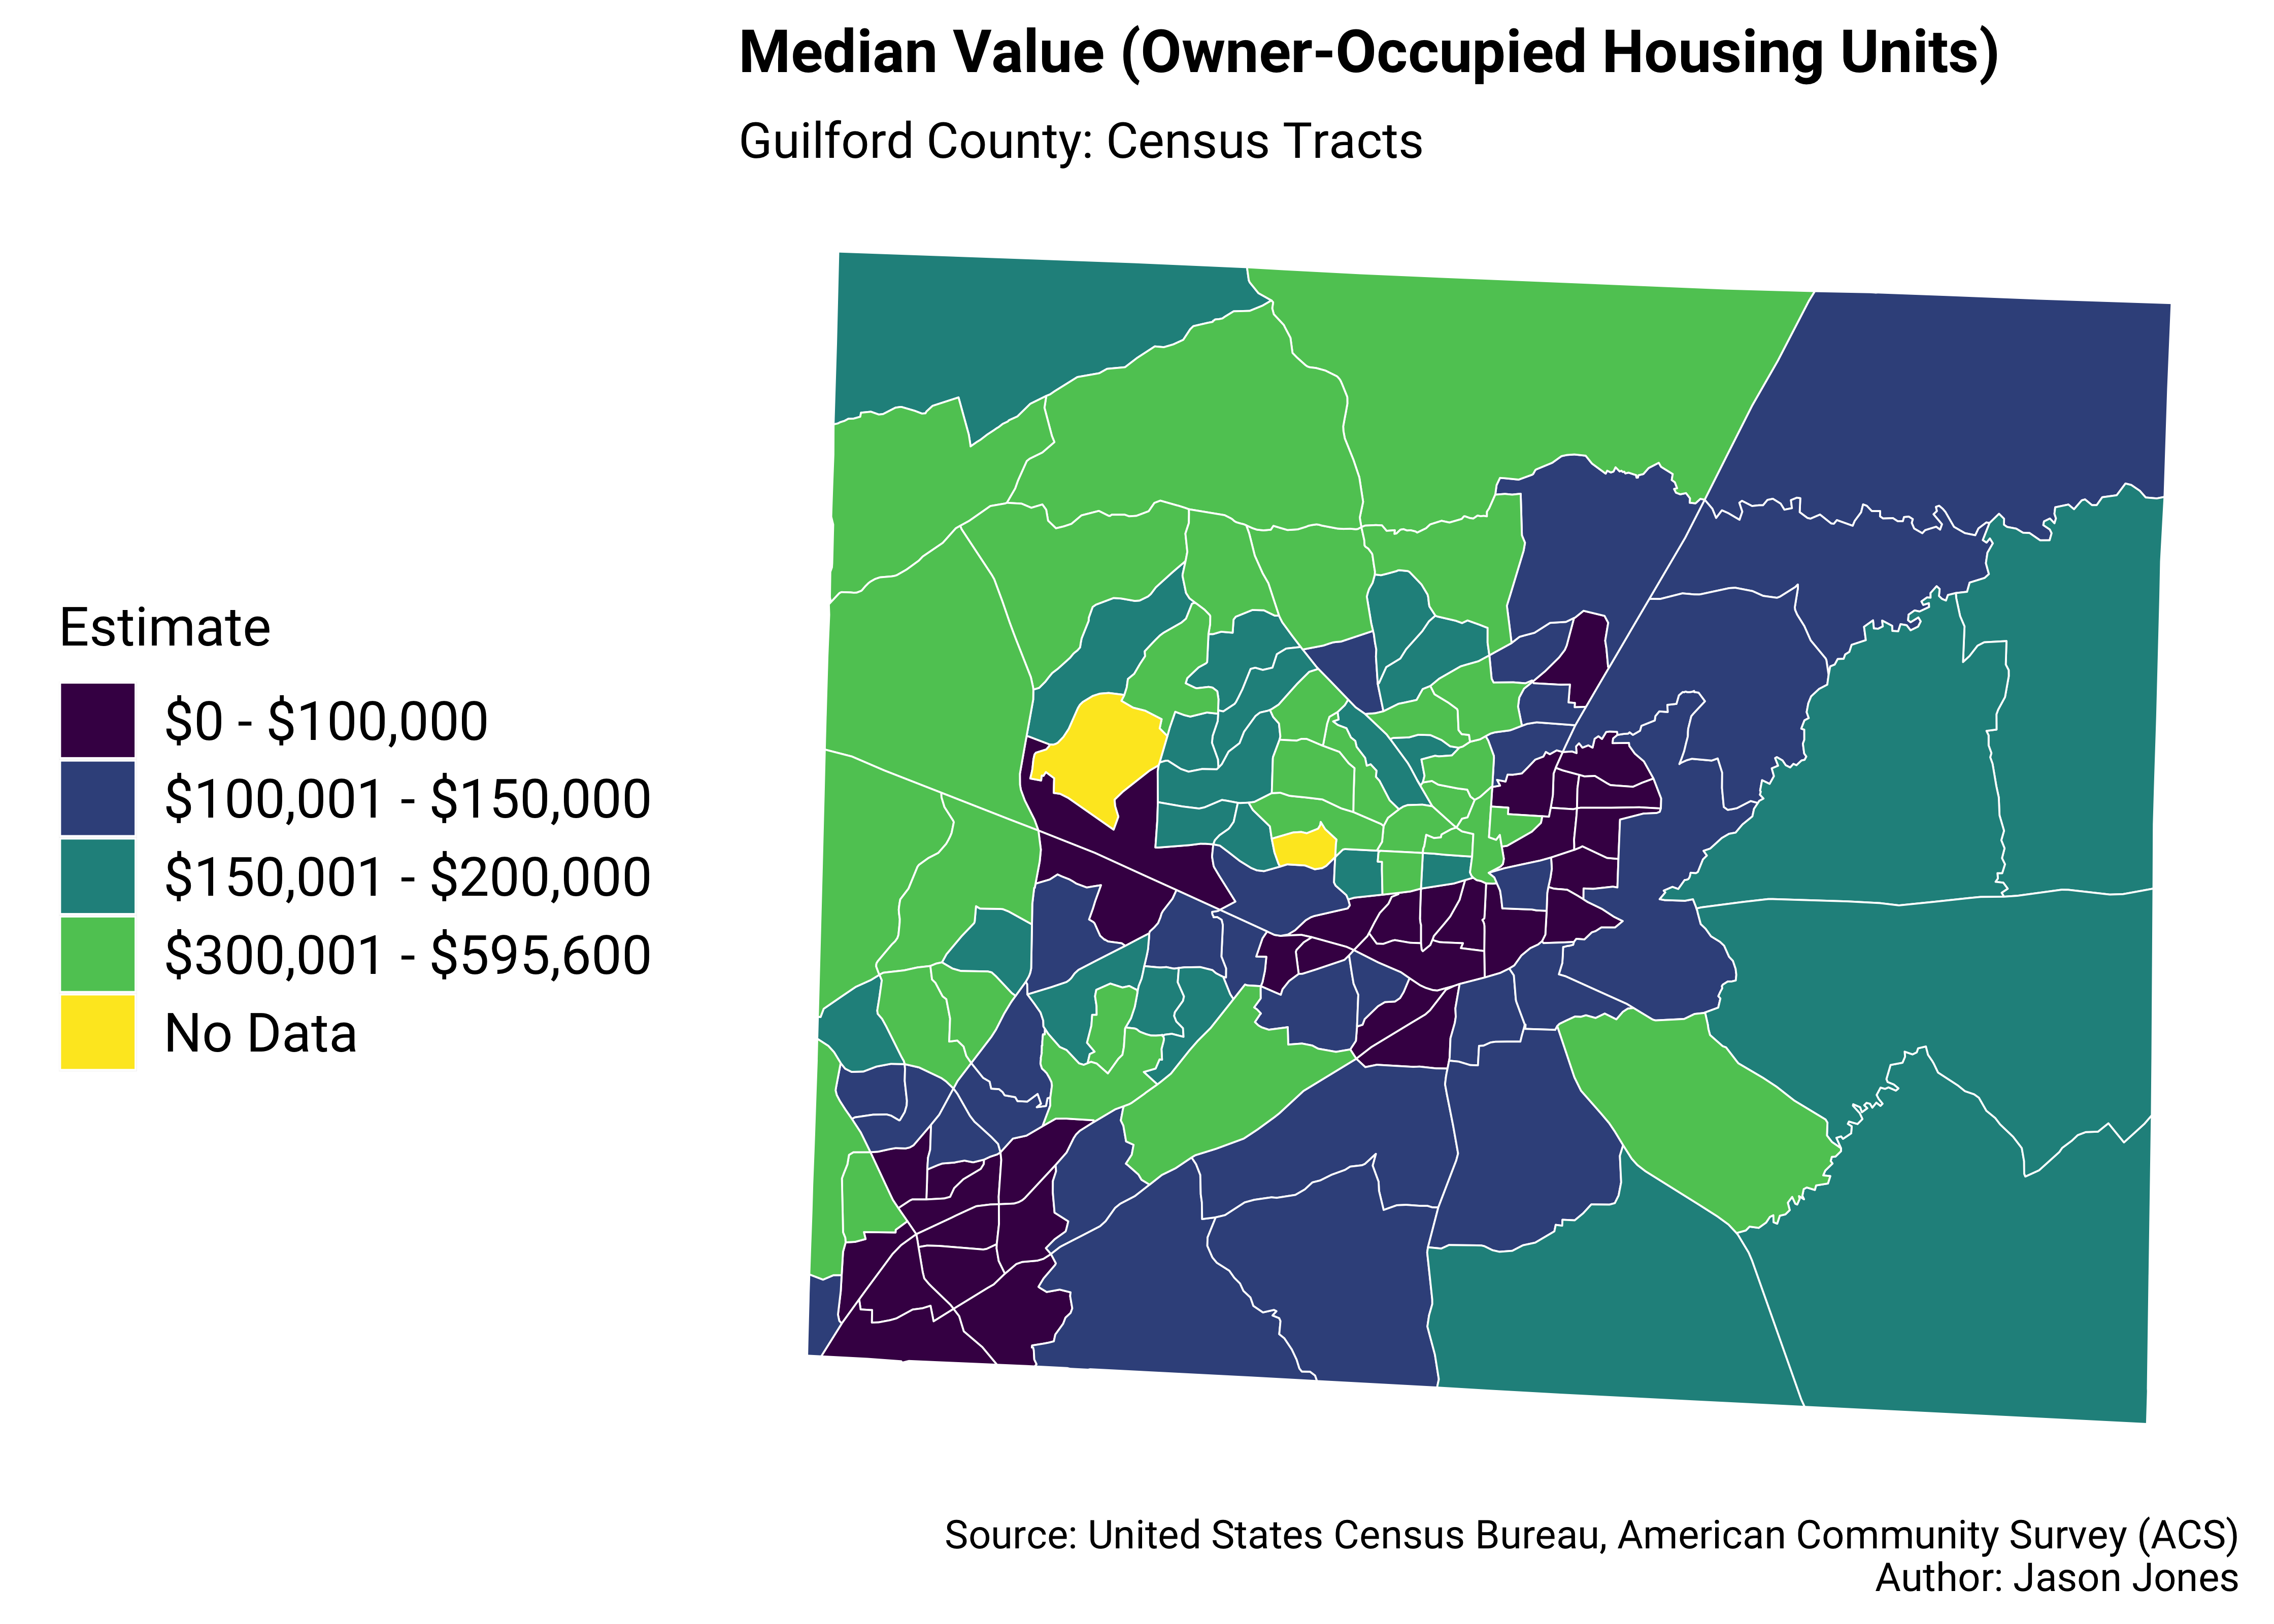 Median Value (Owner-Occupied Housing Units)
Guilford County: Census Tracts
Estimate
$0 - $100,000
$100,001 - $150,000
$150,001 - $200,000
$300,001 - $595,600
No Data
Source: United States Census Bureau, American Community Survey (ACS)
Author: Jason Jones